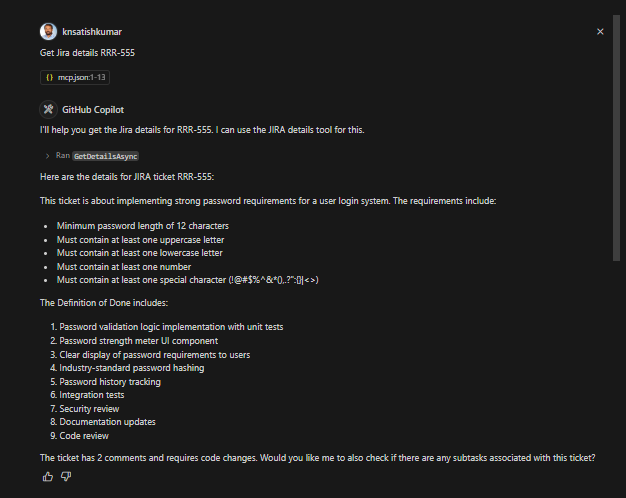 knsatishkumar
Get Jira details RRR-555
{} mcp.json:1-13
GitHub Copilot
I'll help you get the Jira details for RRR-555. I can use the JIRA details tool for this.
> Ran GetDetailsAsync
Here are the details for JIRA ticket RRR-555:
This ticket is about implementing strong password requirements for a user login system. The requirements include:
• Minimum password length of 12 characters
• Must contain at least one uppercase letter
• Must contain at least one lowercase letter
• Must contain at least one number
• Must contain at least one special character (!@#$%^&*(),.?":{}|<>)
The Definition of Done includes:
1. Password validation logic implementation with unit tests
2. Password strength meter UI component
3. Clear display of password requirements to users
4. Industry-standard password hashing
5. Password history tracking
6. Integration tests
7. Security review
8. Documentation updates
9. Code review
The ticket has 2 comments and requires code changes. Would you like me to also check if there are any subtasks associated with this ticket?